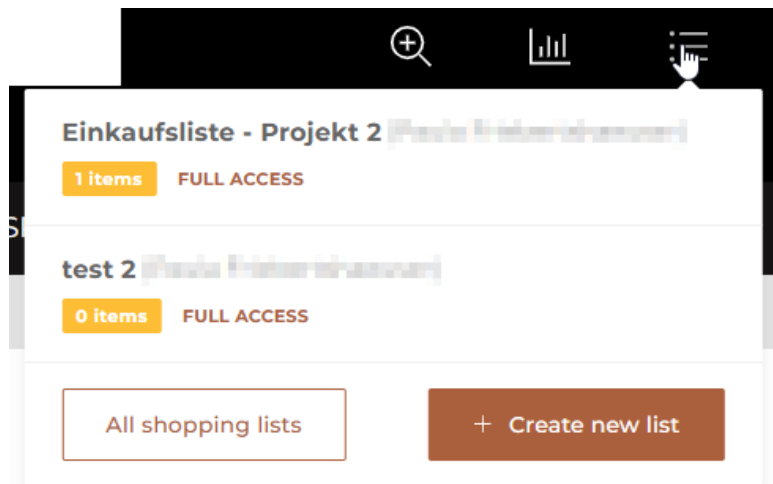 Einkaufsliste - Projekt 2
1 items FULL ACCESS
test 2
0 items FULL ACCESS
All shopping lists + Create new list